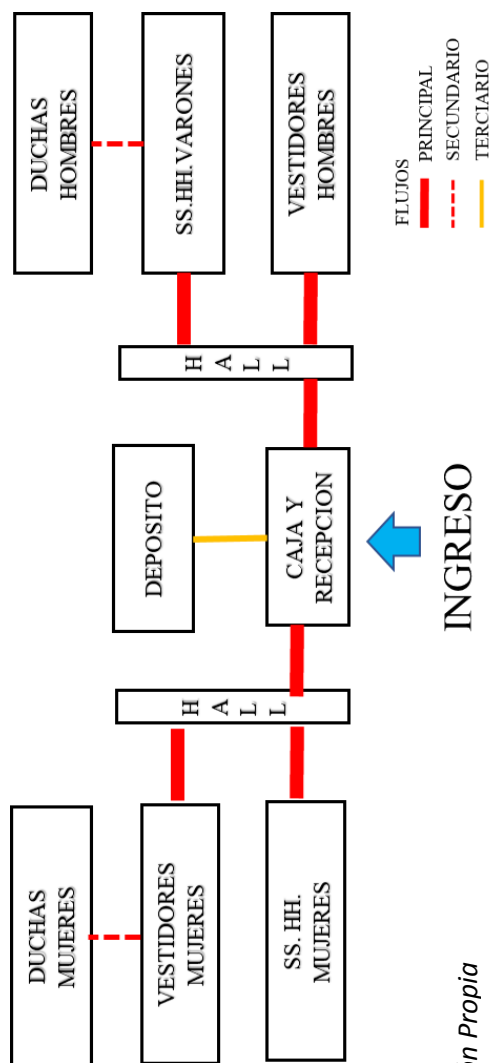 DUCHAS
MUJERES
DUCHAS
HOMBRES
DEPOSITO
VESTIDORES
MUJERES
H
A
L
L
H
A
L
L
SS.HH.VARONES
SS. HH.
MUJERES
CAJA Y
RECEPCION
VESTIDORES
HOMBRES
INGRESO
FLUJOS
PRINCIPAL
SECUNDARIO
TERCIARIO
on Propia